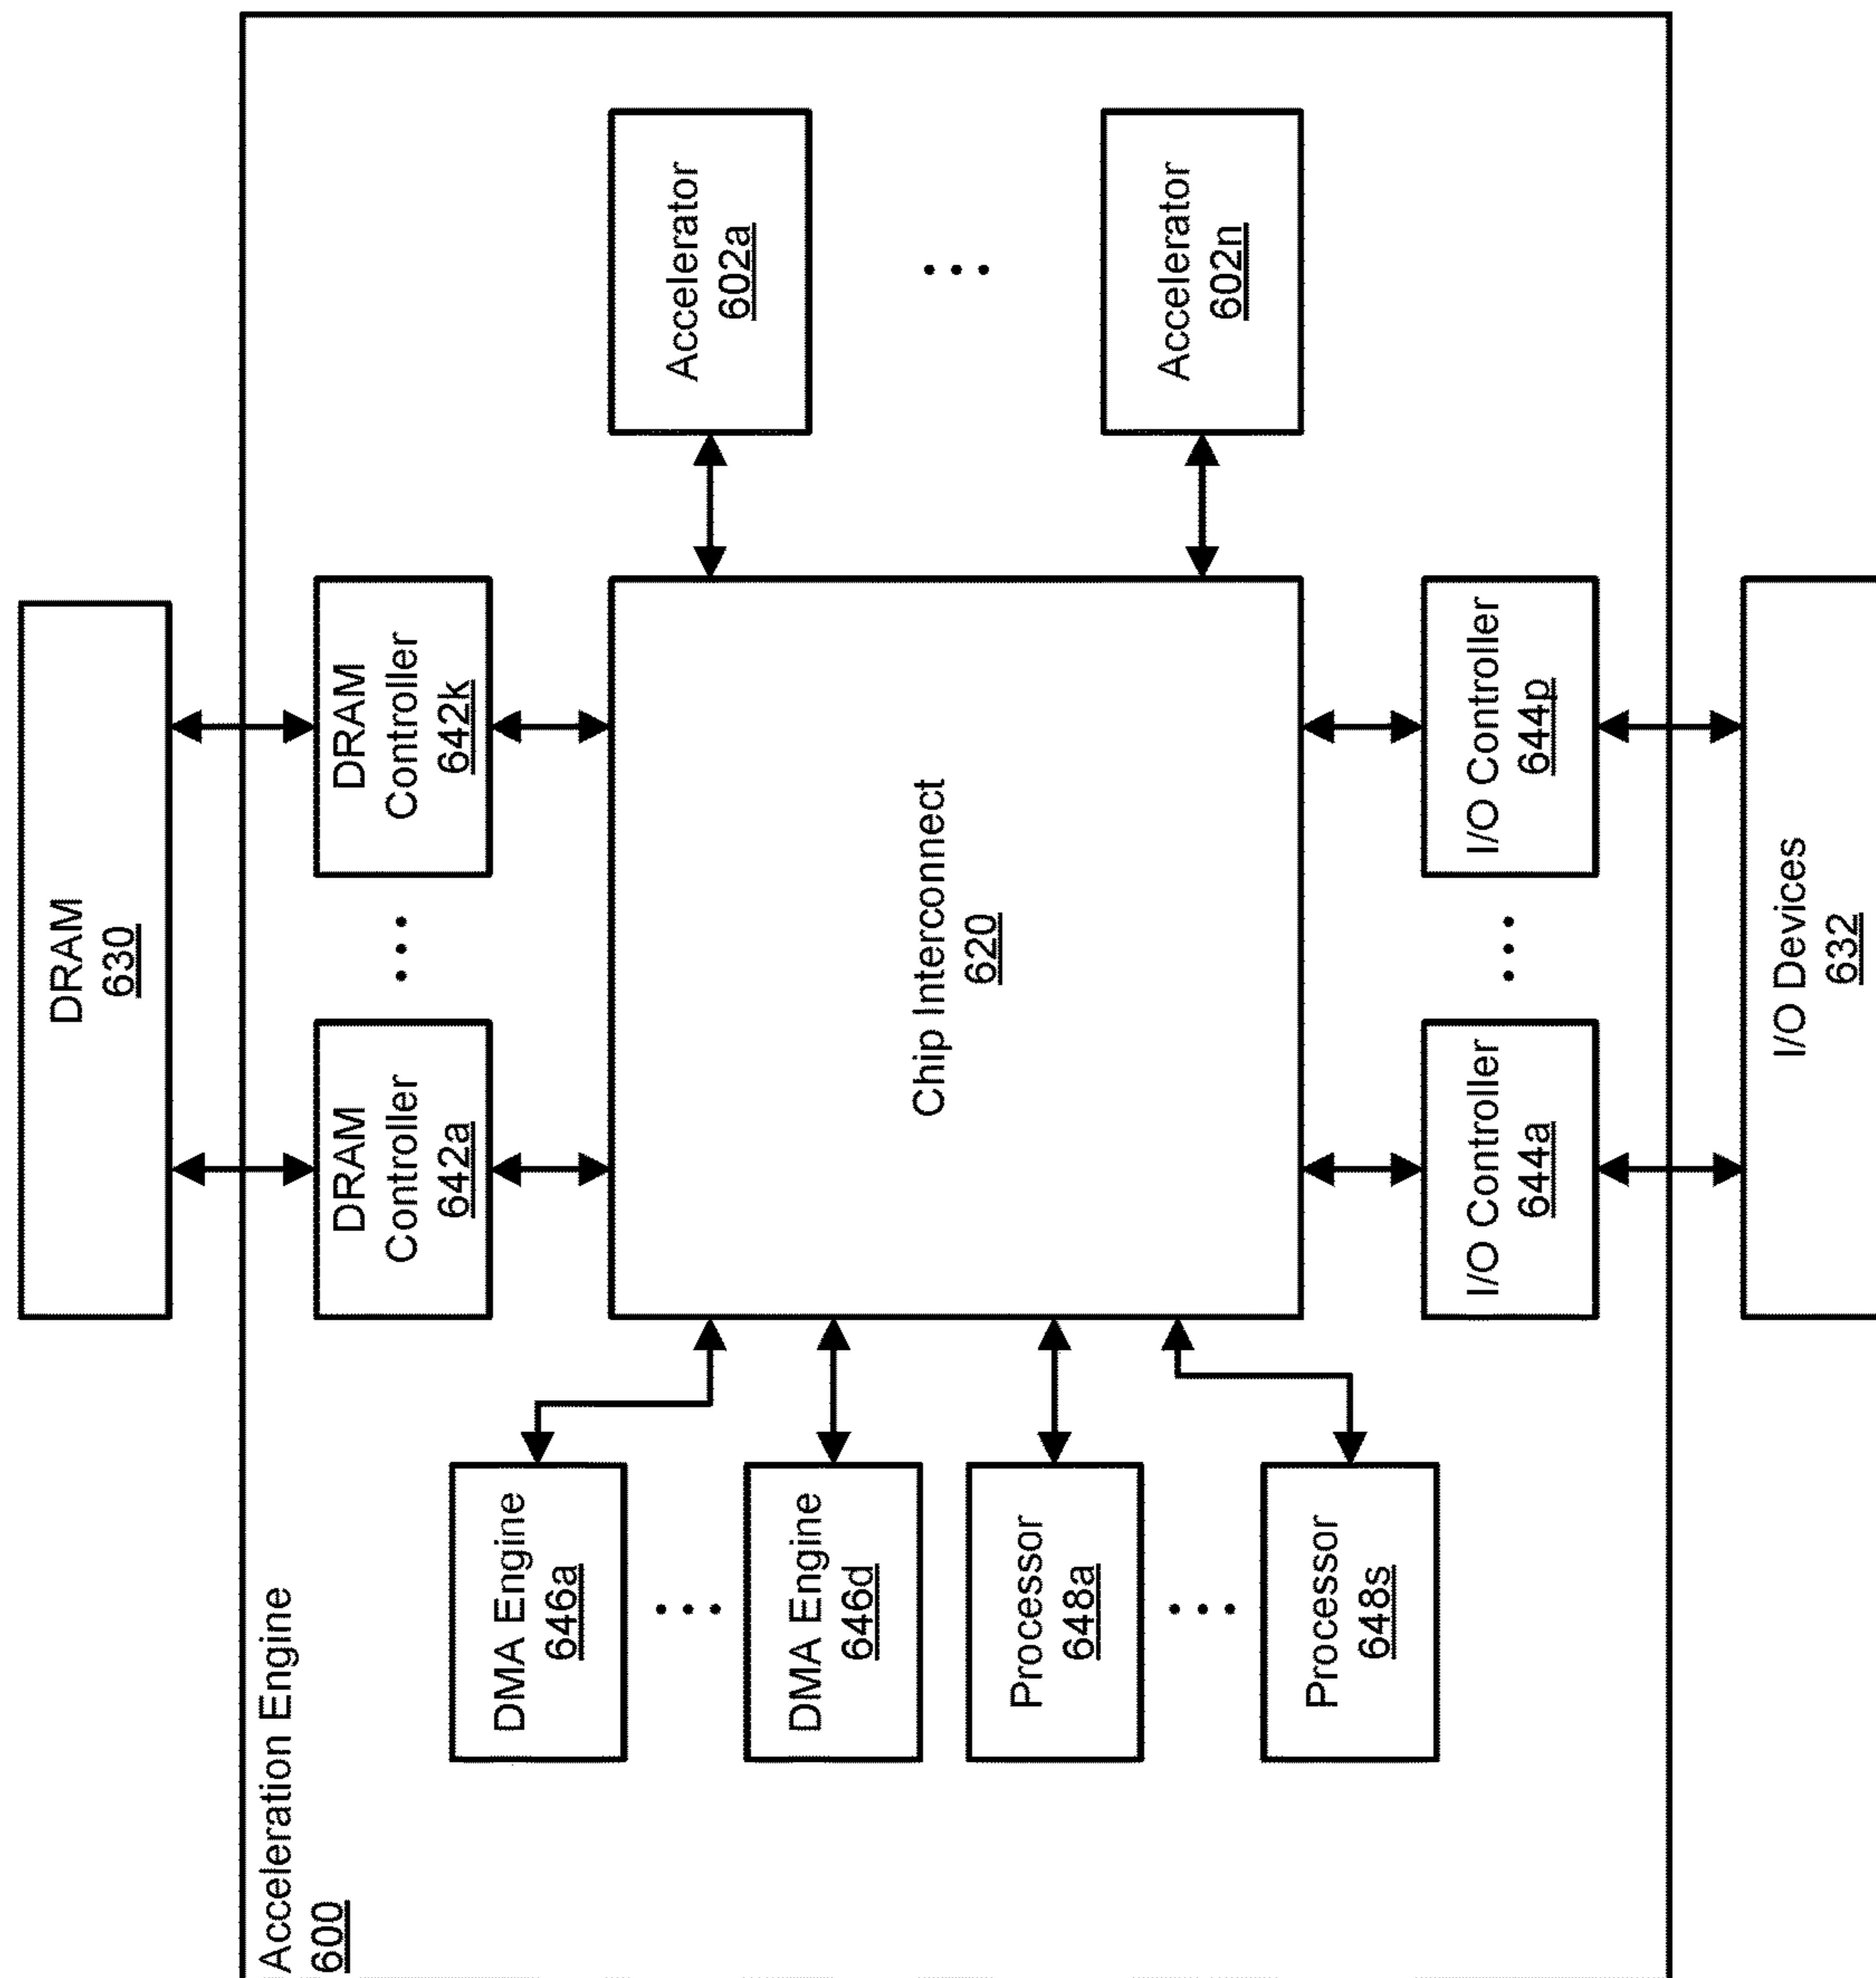 Acceleration Engine
600
DRAM
630
DRAM
Controller
642a
...
DRAM
Controller
642k
DMA Engine
646a
...
DMA Engine
646d
Processor
648a
...
Processor
648s
Chip Interconnect
620
Accelerator
602a
...
Accelerator
602n
I/O Controller
644a
...
I/O Controller
644p
I/O Devices
632